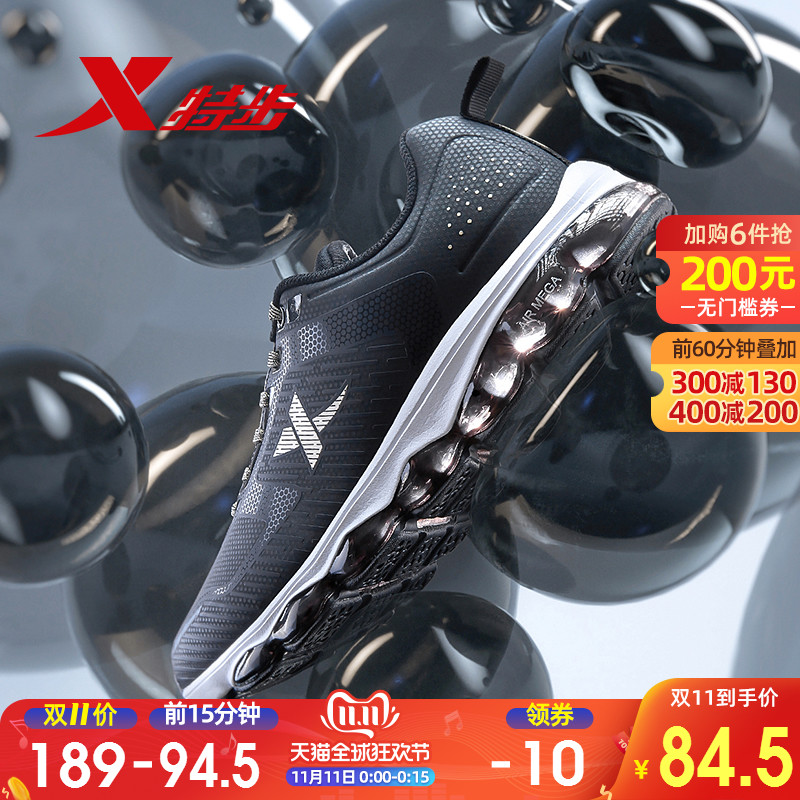 特步
AIR MEGA
加购6件抢
200元
无门槛券
前60分钟叠加
300减130
400减200
双11价
前15分钟
189-94.5
11.11
天猫全球狂欢节
11月11日 0:00-0:15
领券
-10
双11到手价
¥84.5